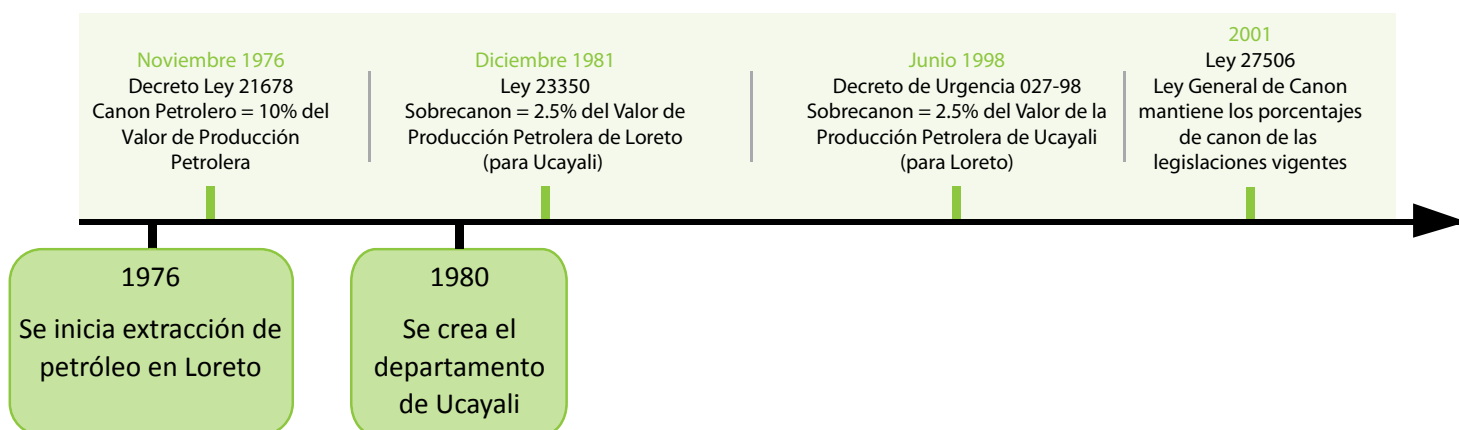 Noviembre 1976
Decreto Ley 21678
Canon Petrolero = 10% del
Valor de Producción
Petrolera
Diciembre 1981
Ley 23350
Sobrecanon = 2.5% del Valor de
Producción Petrolera de Loreto
(para Ucayali)
Junio 1998
Decreto de Urgencia 027-98
Sobrecanon = 2.5% del Valor de la
Producción Petrolera de Ucayali
(para Loreto)
2001
Ley 27506
Ley General de Canon
mantiene los porcentajes
de canon de las
legislaciones vigentes
1976
Se inicia extracción de
petróleo en Loreto
1980
Se crea el
departamento
de Ucayali